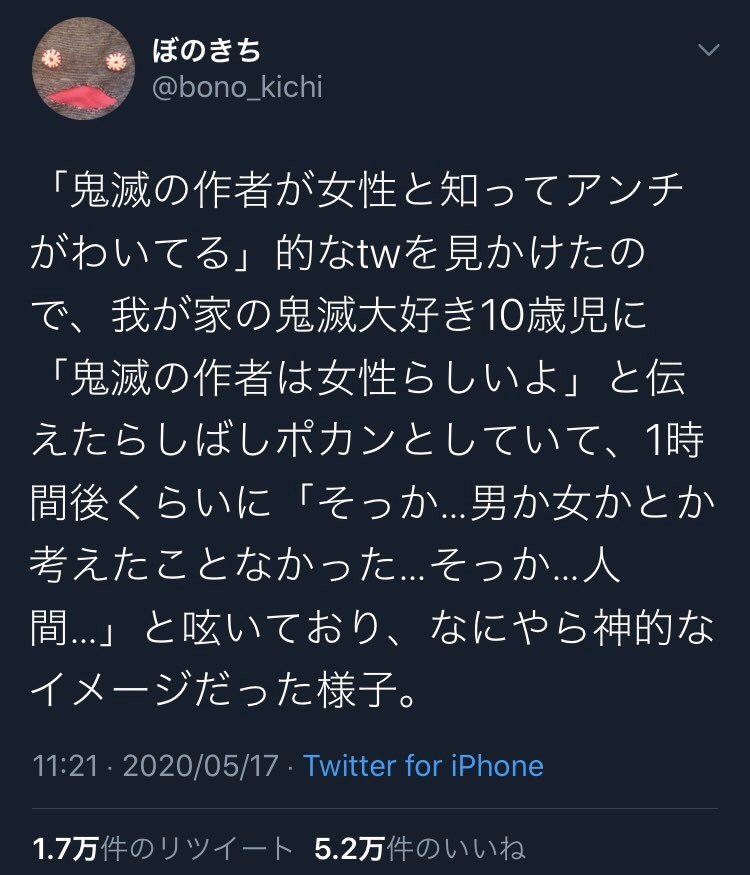 ぼのきち
@bono_kichi
「鬼滅の作者が女性と知ってアンチ
がわいてる」的なtwを見かけたの
で、我が家の鬼滅大好き10歳児に
「鬼滅の作者は女性らしいよ」と伝
えたらしばしポカンとしていて、1時
間後くらいに「そっか...男か女かとか
考えたことなかった...そっか...人
間...」と呟いており、なにやら神的な
イメージだった様子。
11:21 · 2020/05/17 · Twitter for iPhone
1.7万件のリツイート 5.2万件のいいね